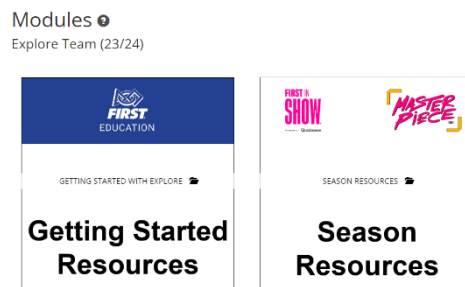 Modules ?
Explore Team (23/24)
FIRST
EDUCATION
GETTING STARTED WITH EXPLORE
Getting Started
Resources
FIRST IN
SHOW
Qualcomm
MASTER
PIECE
SEASON RESOURCES
Season
Resources